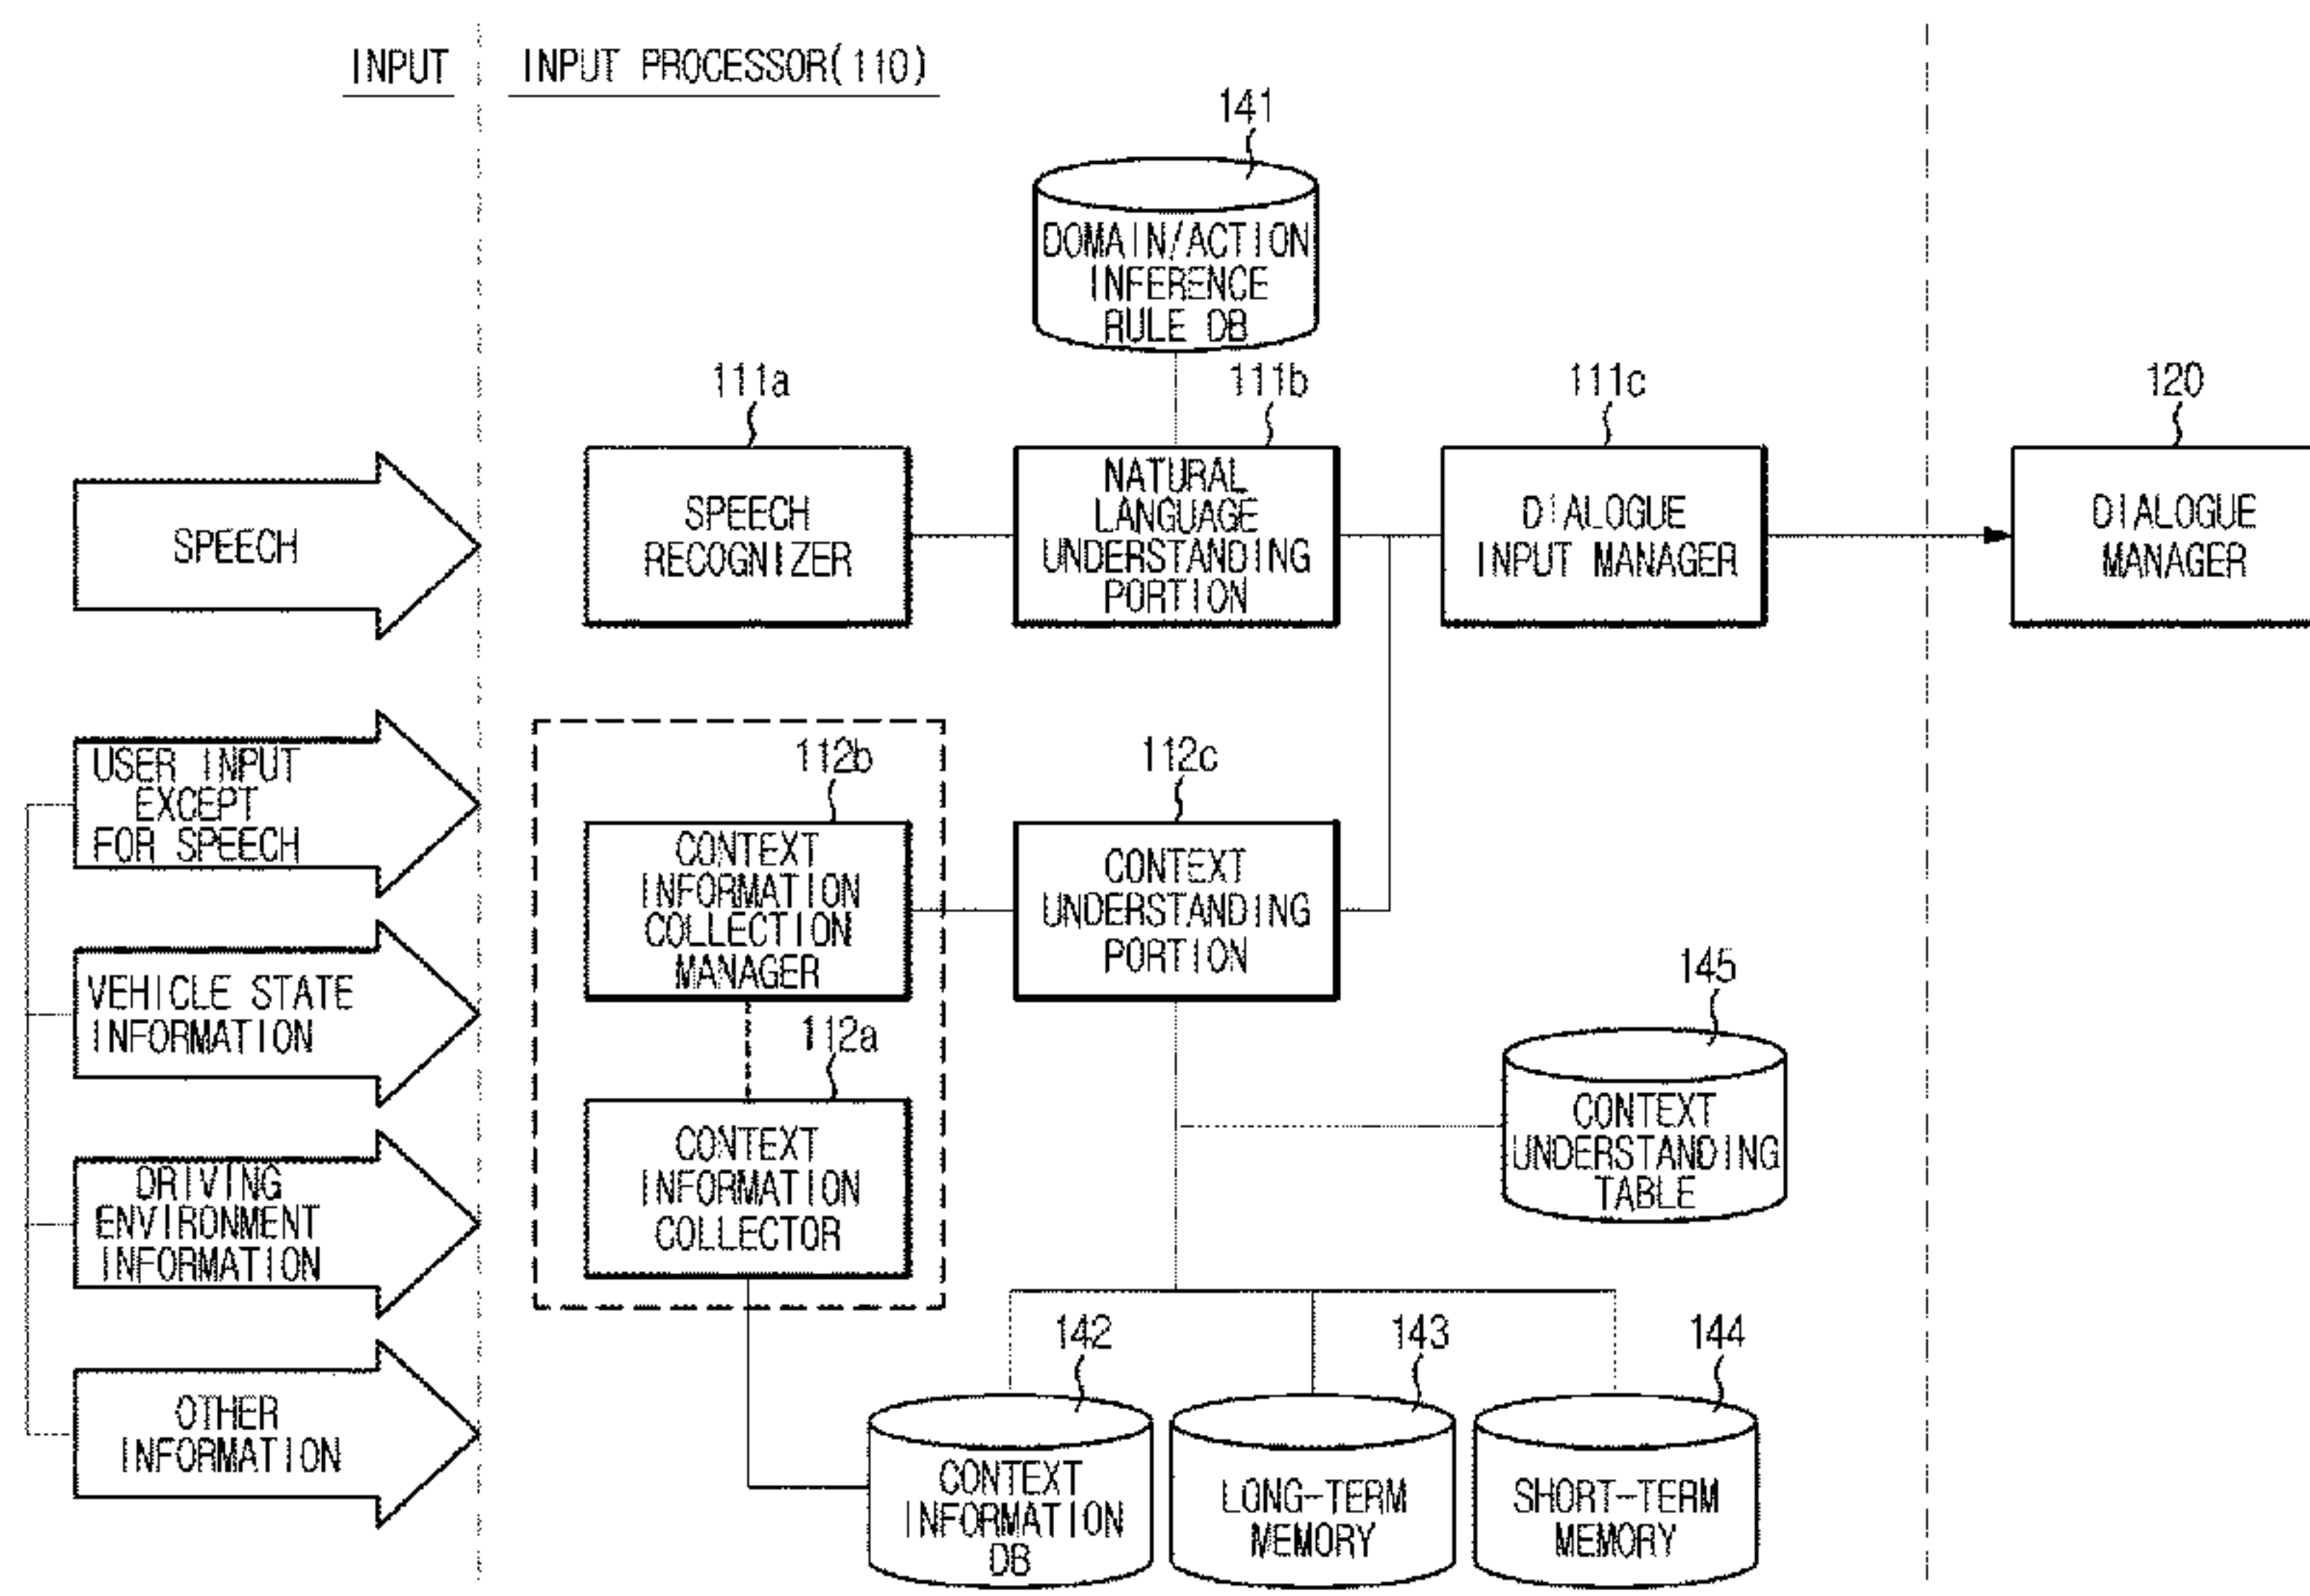 INPUT
INPUT PROCESSOR(110)
141
DOMAIN/ACTION
INFERENCE
RULE DB
111a
111b
111c
120
SPEECH
SPEECH
RECOGNIZER
NATURAL
LANGUAGE
UNDERSTANDING
PORTION
DIALOGUE
INPUT MANAGER
DIALOGUE
MANAGER
USER INPUT
EXCEPT
FOR SPEECH
112b
CONTEXT
INFORMATION
COLLECTION
MANAGER
112c
CONTEXT
UNDERSTANDING
PORTION
VEHICLE STATE
INFORMATION
112a
CONTEXT
INFORMATION
COLLECTOR
145
CONTEXT
UNDERSTANDING
TABLE
DRIVING
ENVIRONMENT
INFORMATION
OTHER
INFORMATION
142
CONTEXT
INFORMATION
DB
143
LONG-TERM
MEMORY
144
SHORT-TERM
MEMORY